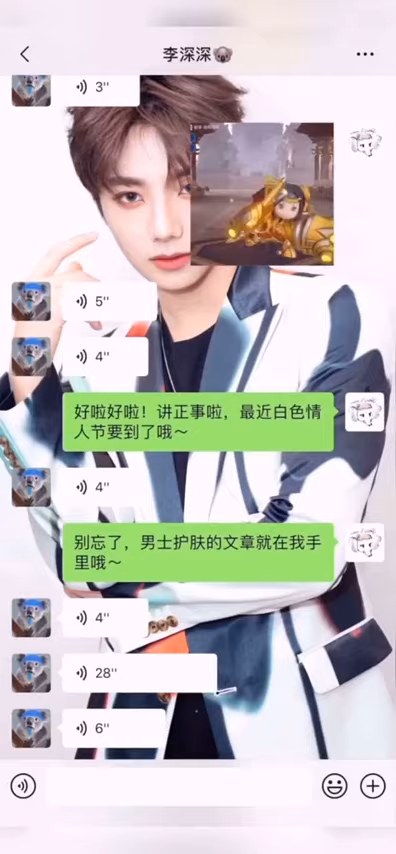 李深深🐨
3''
5''
4''
好啦好啦！讲正事啦，最近白色情
人节要到了哦～
4''
别忘了，男士护肤的文章就在我手
里哦～
4''
28''
6''